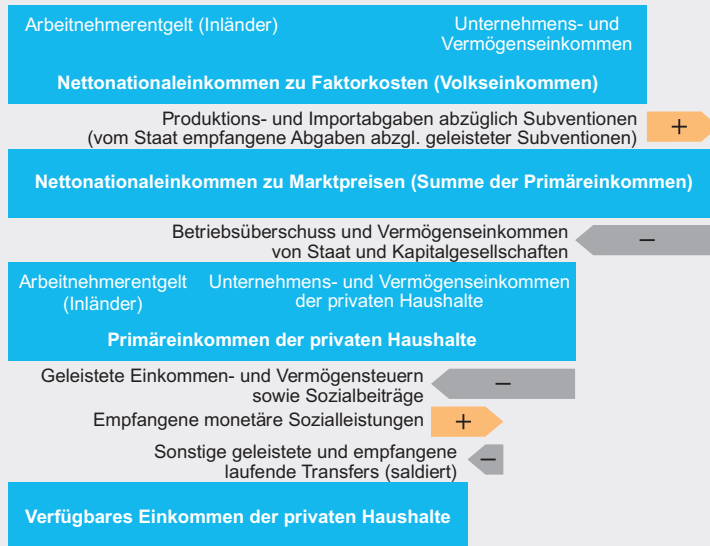 Arbeitnehmerentgelt (Inländer)
Unternehmens- und
Vermögenseinkommen
Nettonationaleinkommen zu Faktorkosten (Volkseinkommen)
Produktions- und Importabgaben abzüglich Subventionen
(vom Staat empfangene Abgaben abzgl. geleisteter Subventionen)
+
Nettonationaleinkommen zu Marktpreisen (Summe der Primäreinkommen)
Betriebsüberschuss und Vermögenseinkommen
von Staat und Kapitalgesellschaften
−
Arbeitnehmerentgelt
(Inländer)
Unternehmens- und Vermögenseinkommen
der privaten Haushalte
Primäreinkommen der privaten Haushalte
Geleistete Einkommen- und Vermögensteuern
sowie Sozialbeiträge
−
Empfangene monetäre Sozialleistungen
+
Sonstige geleistete und empfangene
laufende Transfers (saldiert)
−
Verfügbares Einkommen der privaten Haushalte